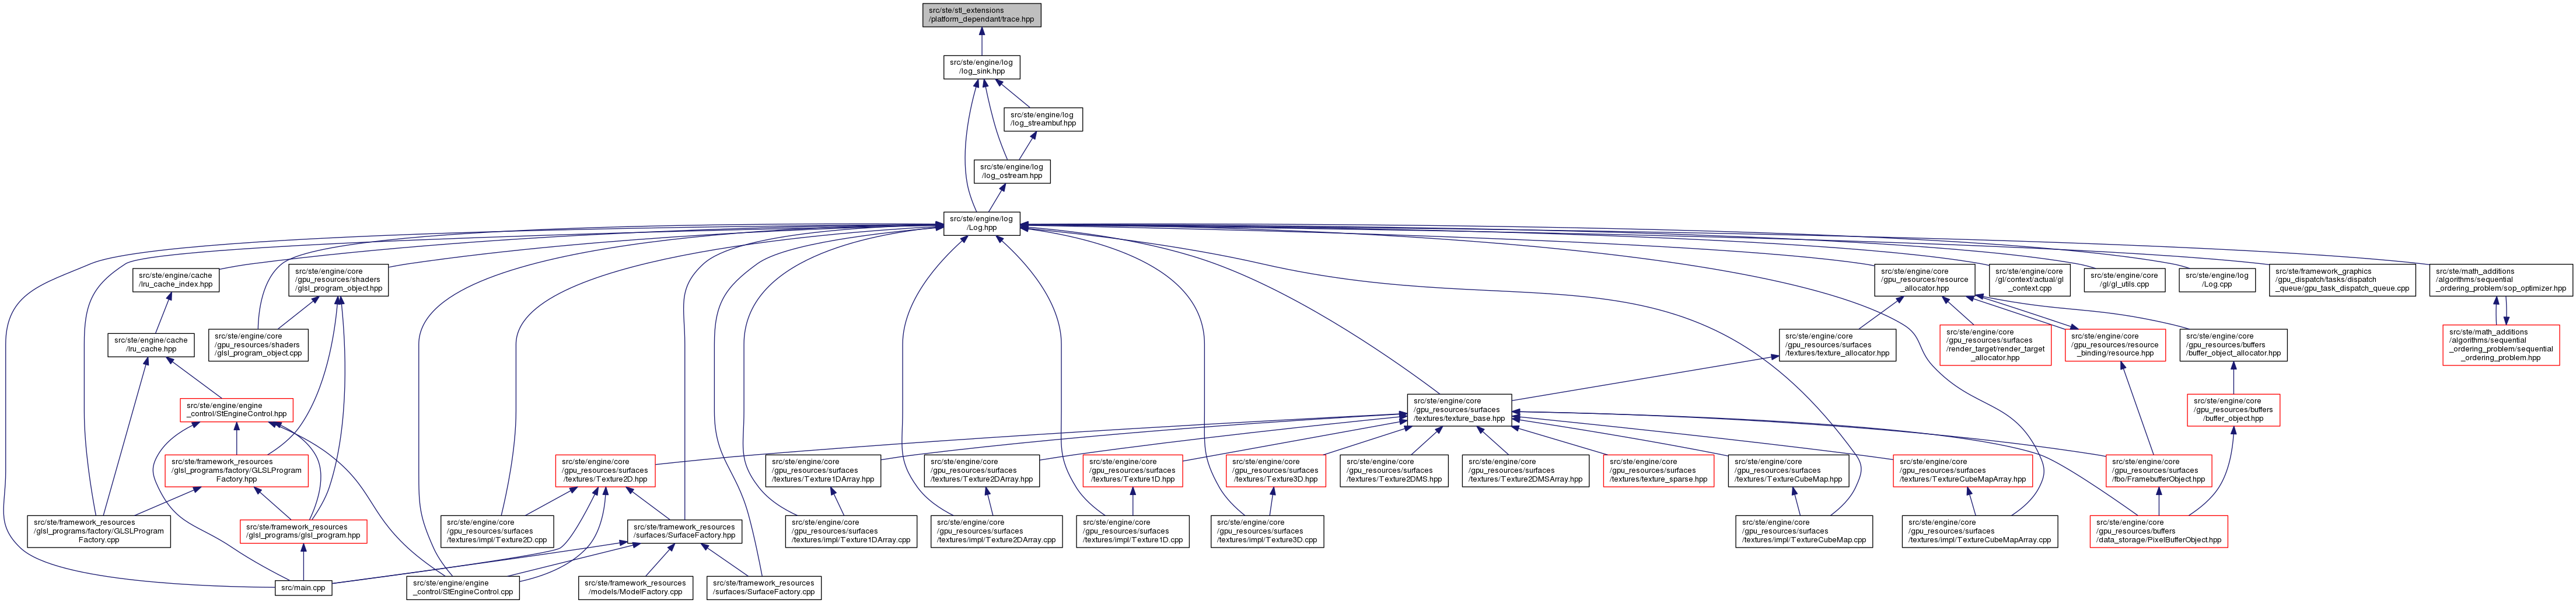 src/ste/stl_extensions
/platform_dependant/trace.hpp
src/ste/engine/log
/log_sink.hpp
src/ste/engine/log
/log_streambuf.hpp
src/ste/engine/log
/log_ostream.hpp
src/ste/engine/log
/Log.hpp
src/ste/engine/cache
/lru_cache_index.hpp
src/ste/engine/core
/gpu_resources/shaders
/glsl_program_object.hpp
src/ste/engine/core
/gpu_resources/resource
_allocator.hpp
src/ste/engine/core
/gl/context/actual/gl
_context.cpp
src/ste/engine/core
/gl/gl_utils.cpp
src/ste/engine/log
/Log.cpp
src/ste/framework_graphics
/gpu_dispatch/tasks/dispatch
_queue/gpu_task_dispatch_queue.cpp
src/ste/math_additions
/algorithms/sequential
_ordering_problem/sop_optimizer.hpp
src/ste/engine/cache
/lru_cache.hpp
src/ste/engine/core
/gpu_resources/shaders
/glsl_program_object.cpp
src/ste/engine/core
/gpu_resources/surfaces
/textures/texture_allocator.hpp
src/ste/engine/core
/gpu_resources/surfaces
/render_target/render_target
_allocator.hpp
src/ste/engine/core
/gpu_resources/resource
_binding/resource.hpp
src/ste/engine/core
/gpu_resources/buffers
/buffer_object_allocator.hpp
src/ste/math_additions
/algorithms/sequential
_ordering_problem/sequential
_ordering_problem.hpp
src/ste/engine/engine
_control/StEngineControl.hpp
src/ste/engine/core
/gpu_resources/surfaces
/textures/texture_base.hpp
src/ste/engine/core
/gpu_resources/buffers
/buffer_object.hpp
src/ste/framework_resources
/glsl_programs/factory/GLSLProgram
Factory.hpp
src/ste/engine/core
/gpu_resources/surfaces
/textures/Texture2D.hpp
src/ste/engine/core
/gpu_resources/surfaces
/textures/Texture1DArray.hpp
src/ste/engine/core
/gpu_resources/surfaces
/textures/Texture2DArray.hpp
src/ste/engine/core
/gpu_resources/surfaces
/textures/Texture1D.hpp
src/ste/engine/core
/gpu_resources/surfaces
/textures/Texture3D.hpp
src/ste/engine/core
/gpu_resources/surfaces
/textures/Texture2DMS.hpp
src/ste/engine/core
/gpu_resources/surfaces
/textures/Texture2DMSArray.hpp
src/ste/engine/core
/gpu_resources/surfaces
/textures/texture_sparse.hpp
src/ste/engine/core
/gpu_resources/surfaces
/textures/TextureCubeMap.hpp
src/ste/engine/core
/gpu_resources/surfaces
/textures/TextureCubeMapArray.hpp
src/ste/engine/core
/gpu_resources/surfaces
/fbo/FramebufferObject.hpp
src/ste/framework_resources
/glsl_programs/factory/GLSLProgram
Factory.cpp
src/ste/framework_resources
/glsl_programs/glsl_program.hpp
src/ste/engine/core
/gpu_resources/surfaces
/textures/impl/Texture2D.cpp
src/ste/framework_resources
/surfaces/SurfaceFactory.hpp
src/ste/engine/core
/gpu_resources/surfaces
/textures/impl/Texture1DArray.cpp
src/ste/engine/core
/gpu_resources/surfaces
/textures/impl/Texture2DArray.cpp
src/ste/engine/core
/gpu_resources/surfaces
/textures/impl/Texture1D.cpp
src/ste/engine/core
/gpu_resources/surfaces
/textures/impl/Texture3D.cpp
src/ste/engine/core
/gpu_resources/surfaces
/textures/impl/TextureCubeMap.cpp
src/ste/engine/core
/gpu_resources/surfaces
/textures/impl/TextureCubeMapArray.cpp
src/ste/engine/core
/gpu_resources/buffers
/data_storage/PixelBufferObject.hpp
src/main.cpp
src/ste/engine/engine
_control/StEngineControl.cpp
src/ste/framework_resources
/models/ModelFactory.cpp
src/ste/framework_resources
/surfaces/SurfaceFactory.cpp